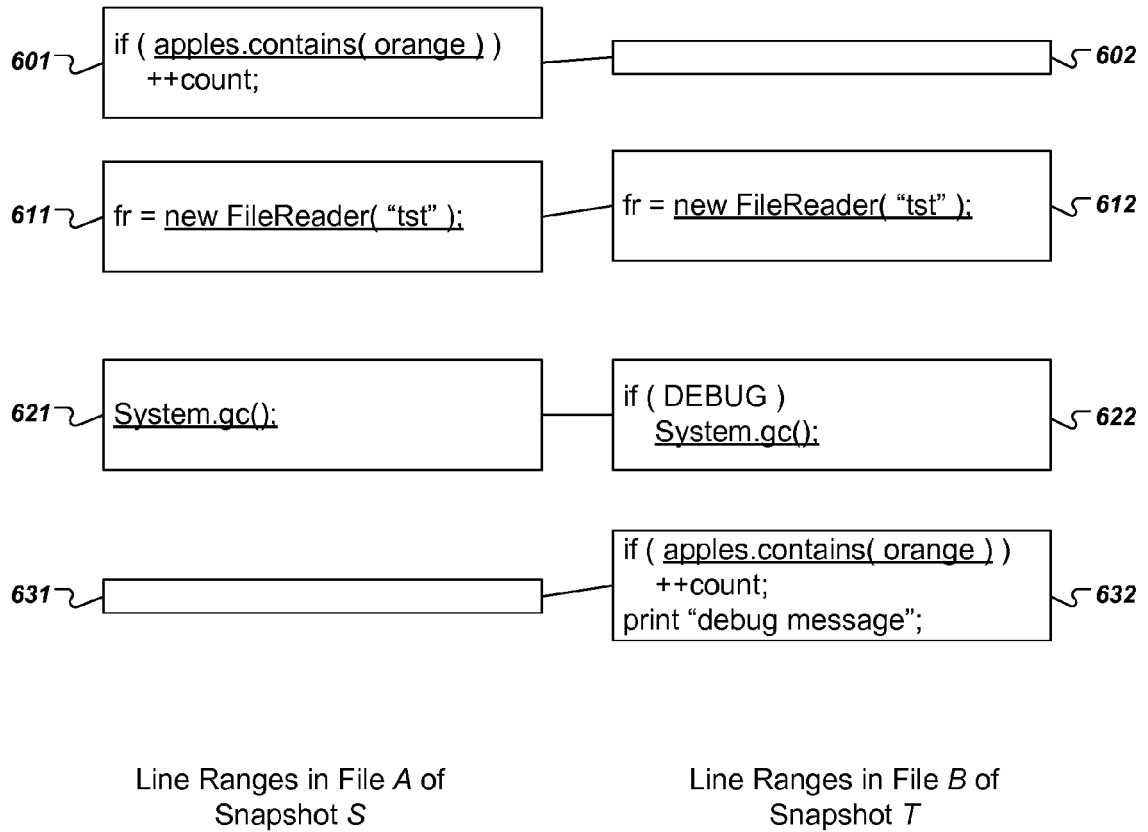 601
if ( apples.contains( orange ) )
++count;
602
611
fr = new FileReader( “tst” );
fr = new FileReader( “tst” );
612
621
System.gc();
if ( DEBUG )
System.gc();
622
631
if ( apples.contains( orange ) )
++count;
print “debug message”;
632
Line Ranges in File A of
Snapshot S
Line Ranges in File B of
Snapshot T